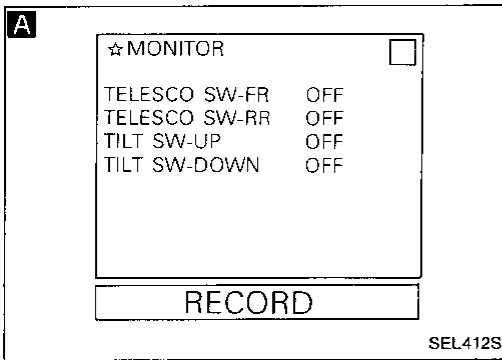 A
☆MONITOR
TELESCO SW-FR OFF
TELESCO SW-RR OFF
TILT SW-UP OFF
TILT SW-DOWN OFF
RECORD
SEL412S